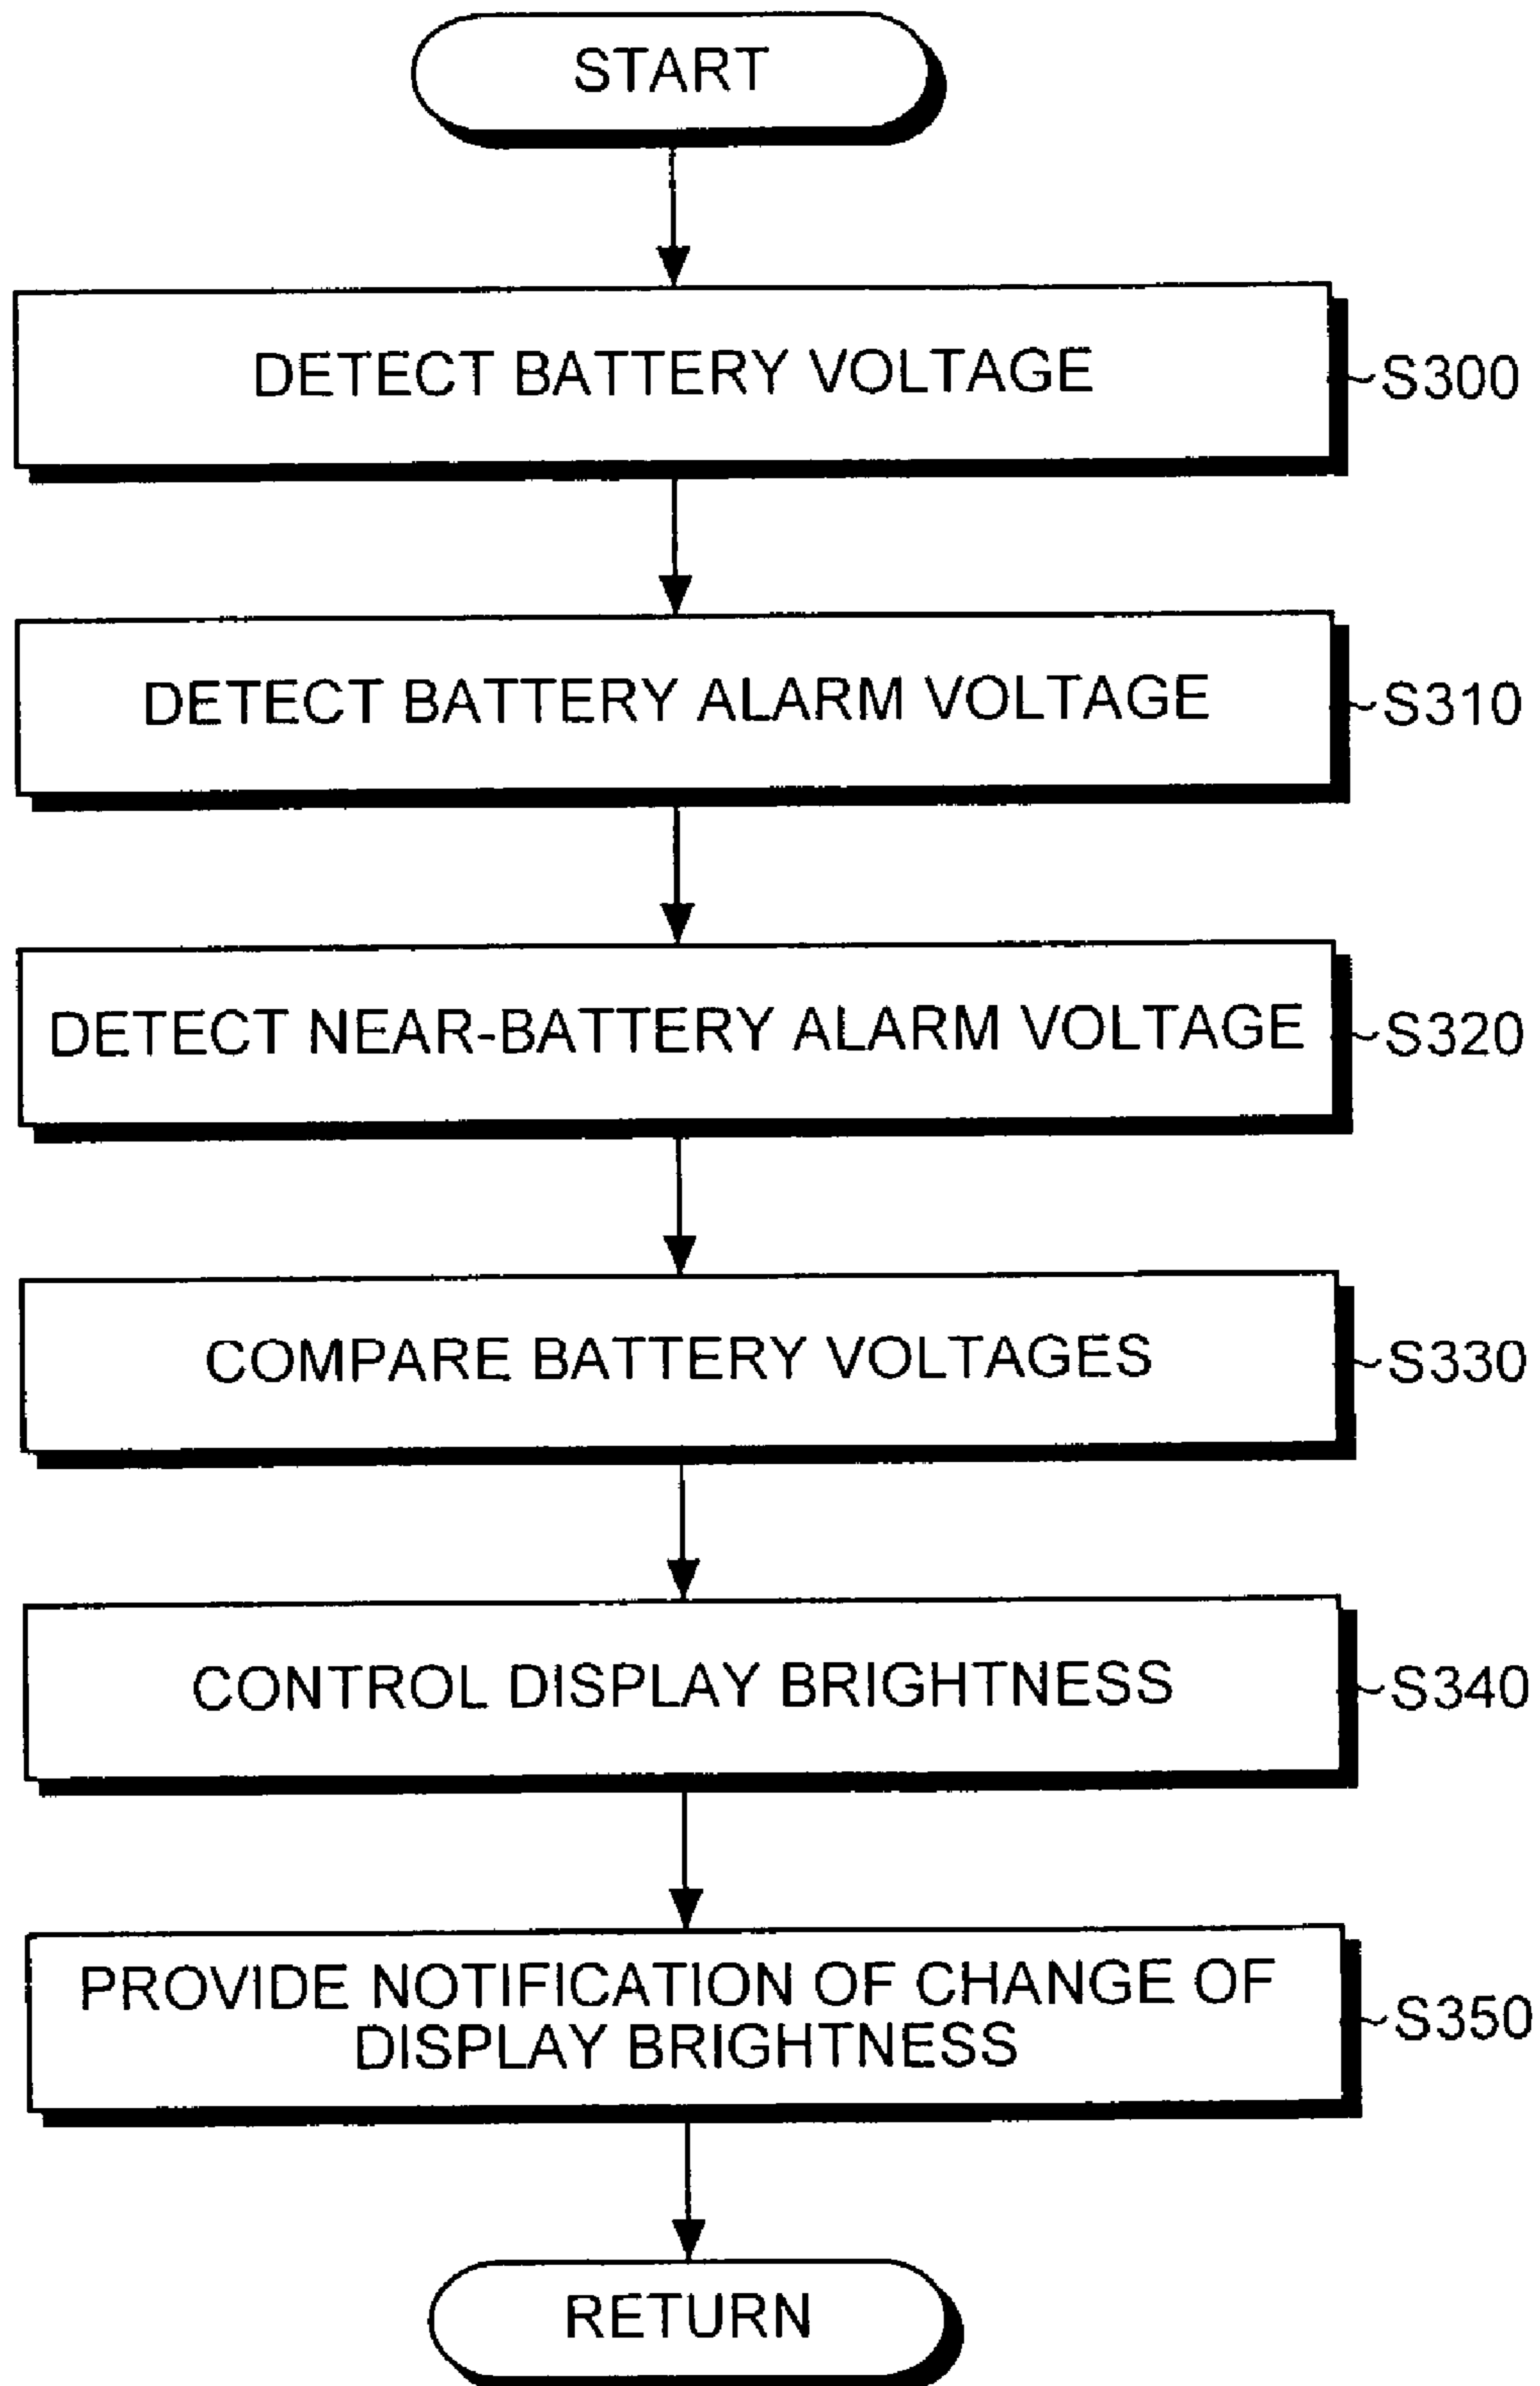 START
DETECT BATTERY VOLTAGE
S300
DETECT BATTERY ALARM VOLTAGE
S310
DETECT NEAR-BATTERY ALARM VOLTAGE
S320
COMPARE BATTERY VOLTAGES
S330
CONTROL DISPLAY BRIGHTNESS
S340
PROVIDE NOTIFICATION OF CHANGE OF
DISPLAY BRIGHTNESS
S350
RETURN